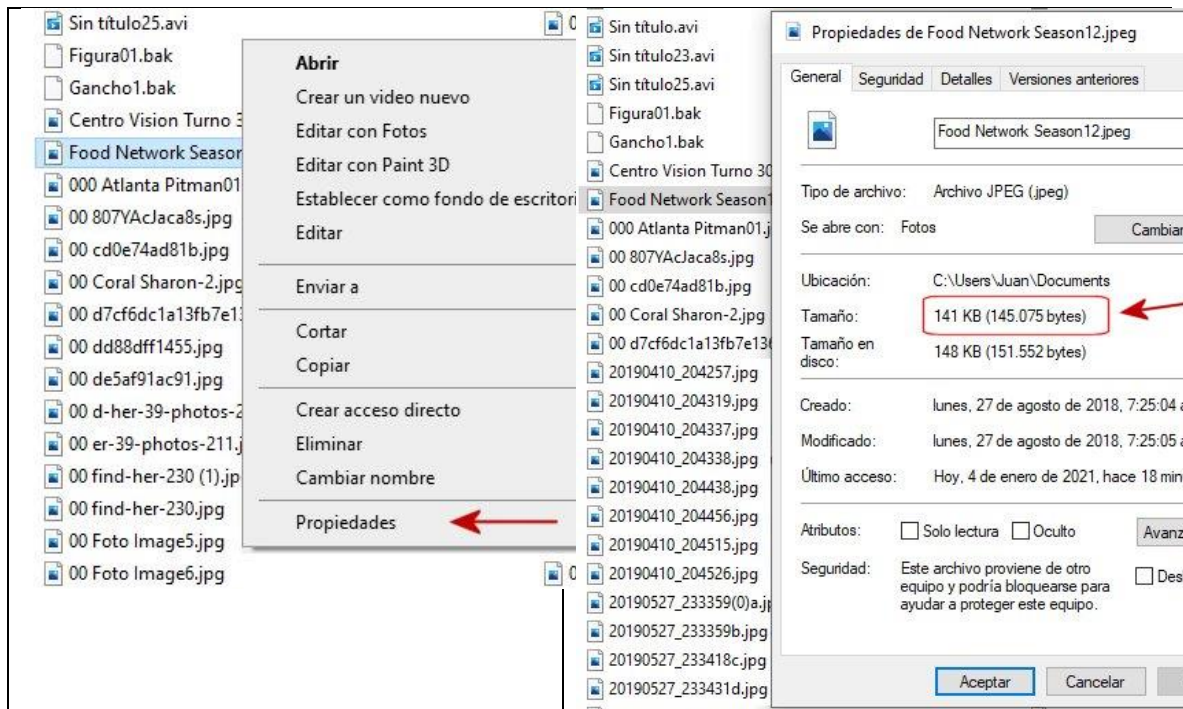 Sin título25.avi
Figura01.bak
Gancho1.bak
Centro Vision Turno 3
Food Network Season
000 Atlanta Pitman01
00 807YAcJaca8s.jpg
00 cd0e74ad81b.jpg
00 Coral Sharon-2.jpg
00 d7cf6dc1a13fb7e13
00 dd88dff1455.jpg
00 de5af91ac91.jpg
00 d-her-39-photos-2
00 er-39-photos-211.j
00 find-her-230 (1).jp
00 find-her-230.jpg
00 Foto Image5.jpg
00 Foto Image6.jpg
Abrir
Crear un video nuevo
Editar con Fotos
Editar con Paint 3D
Establecer como fondo de escritori
Editar
Enviar a
Cortar
Copiar
Crear acceso directo
Eliminar
Cambiar nombre
Propiedades
Sin título.avi
Sin título23.avi
Sin título25.avi
Figura01.bak
Gancho1.bak
Centro Vision Turno 30
Food Network Season1
000 Atlanta Pitman01.j
00 807YAcJaca8s.jpg
00 cd0e74ad81b.jpg
00 Coral Sharon-2.jpg
00 d7cf6dc1a13fb7e136
20190410_204257.jpg
20190410_204319.jpg
20190410_204337.jpg
20190410_204338.jpg
20190410_204438.jpg
20190410_204456.jpg
20190410_204515.jpg
20190410_204526.jpg
20190527_233359(0)a.jp
20190527_233359b.jpg
20190527_233418c.jpg
20190527_233431d.jpg
Propiedades de Food Network Season12.jpeg
General Seguridad Detalles Versiones anteriores
Food Network Season12.jpeg
Tipo de archivo: Archivo JPEG (.jpeg)
Se abre con: Fotos Cambiar
Ubicación: C:\Users\Juan\Documents
Tamaño: 141 KB (145.075 bytes)
Tamaño en
disco: 148 KB (151.552 bytes)
Creado: lunes, 27 de agosto de 2018, 7:25:04 a
Modificado: lunes, 27 de agosto de 2018, 7:25:05 a
Último acceso: Hoy, 4 de enero de 2021, hace 18 min
Atributos: Solo lectura Oculto Avanz
Seguridad: Este archivo proviene de otro
equipo y podría bloquearse para
ayudar a proteger este equipo.
Des
Aceptar Cancelar